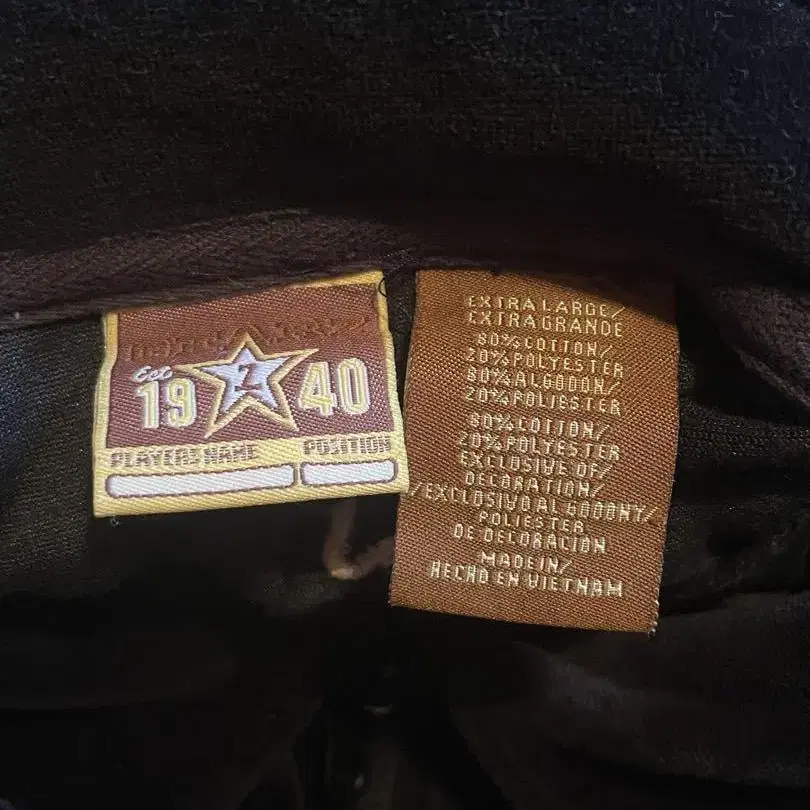 Est
19 Z 40
PLAYERS NAME POSITION
EXTRA LARGE/
EXTRA GRANDE
80% COTTON/
20% POLYESTER
80% ALGODON/
20% POLIESTER
80% COTTON/
20% POLYESTER
EXCLUSIVE OF/
DECORATION/
/EXCLUSIVO AL GODONY/
POLIESTER
DE DECORACION
MADE IN/
HECHO EN VIETNAM